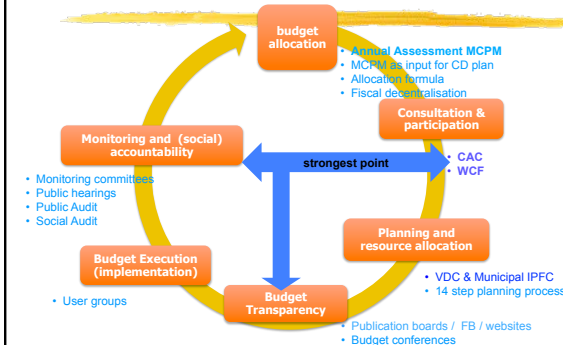 budget
allocation
• Annual Assessment MCPM
• MCPM as input for CD plan
• Allocation formula
• Fiscal decentralisation
Consultation &
participation
• CAC
• WCF
Monitoring and (social)
accountability
strongest point
• Monitoring committees
• Public hearings
• Public Audit
• Social Audit
Planning and
resource allocation
• VDC & Municipal IPFC
• 14 step planning process
Budget Execution
(implementation)
• User groups
Budget
Transparency
• Publication boards / FB / websites
• Budget conferences